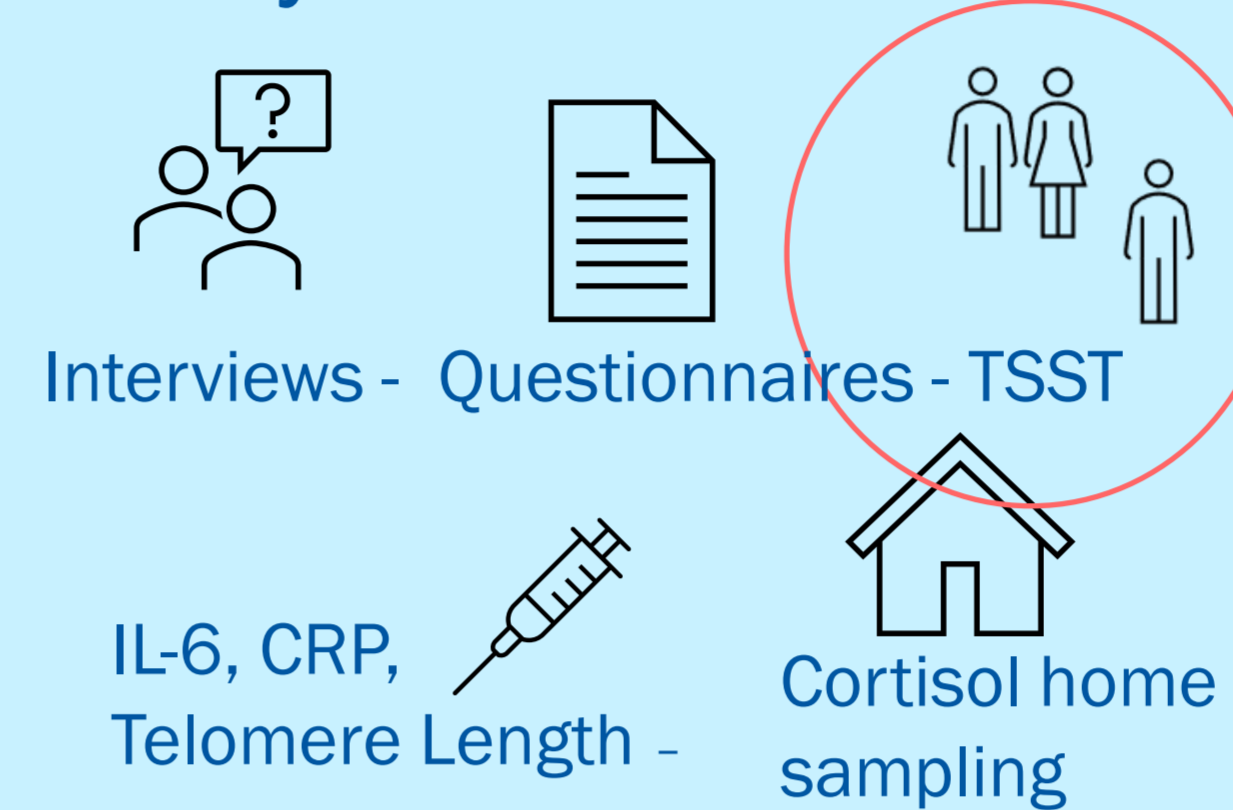 ?
Interviews - Questionnaires - TSST
IL-6, CRP,
Telomere Length -
Cortisol home
sampling